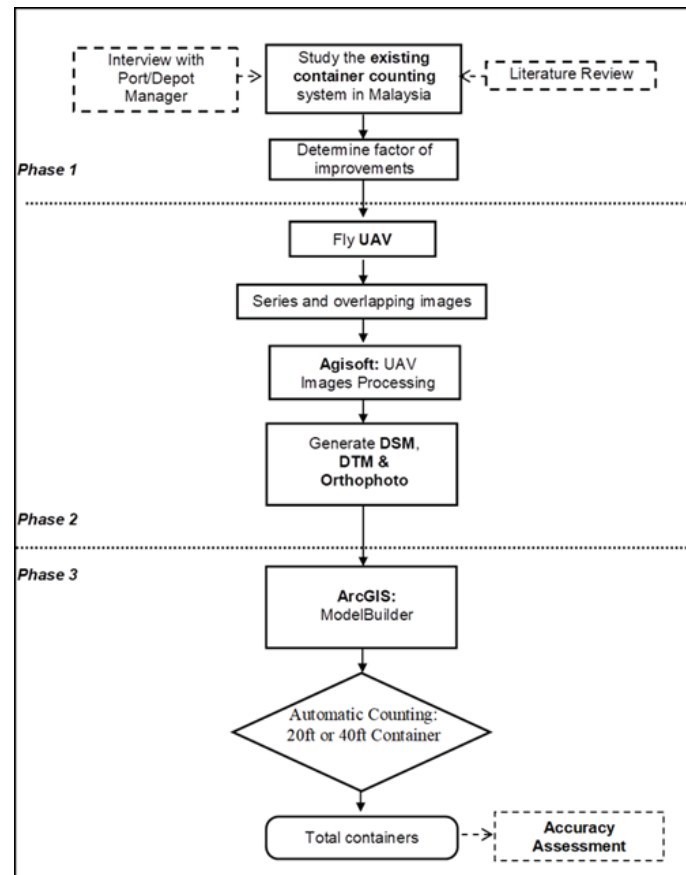 Interview with
Port/Depot
Manager
Study the existing
container counting
system in Malaysia
Literature Review
Determine factor of
improvements
Phase 1
Fly UAV
Series and overlapping images
Agisoft: UAV
Images Processing
Generate DSM,
DTM &
Orthophoto
Phase 2
Phase 3
ArcGIS:
ModelBuilder
Automatic Counting:
20ft or 40ft Container
Total containers
Accuracy
Assessment